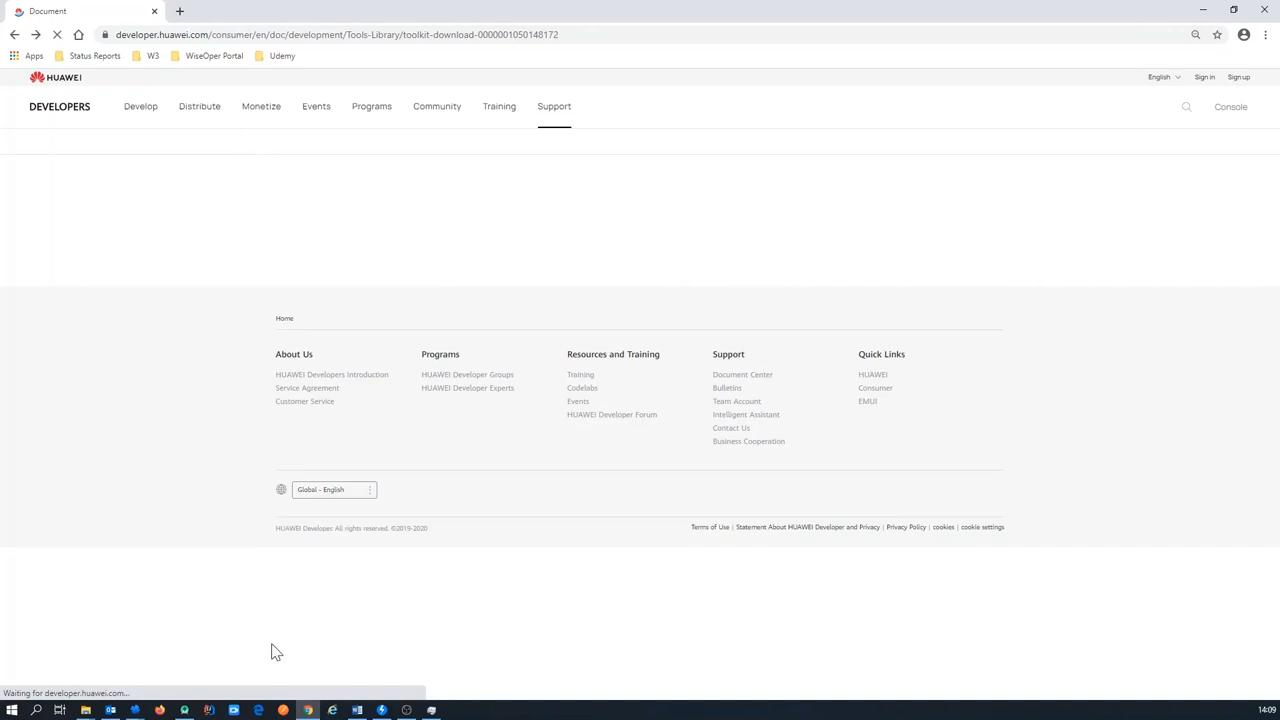 Document
developer.huawei.com/consumer/en/doc/development/Tools-Library/toolkit-download-0000001050148172
Apps Status Reports W3 WiseOper Portal Udemy
HUAWEI English Sign in Sign up
DEVELOPERS Develop Distribute Monetize Events Programs Community Training Support Console
Home
About Us Programs Resources and Training Support Quick Links
HUAWEI Developers Introduction HUAWEI Developer Groups Training Document Center HUAWEI
Service Agreement HUAWEI Developer Experts Codelabs Bulletins Consumer
Customer Service Events Team Account EMUI
HUAWEI Developer Forum Intelligent Assistant
Contact Us
Business Cooperation
Global - English
HUAWEI Developer. All rights reserved. ©2019-2020 Terms of Use | Statement About HUAWEI Developer and Privacy | Privacy Policy | cookies | cookie settings
Waiting for developer.huawei.com...
14:09